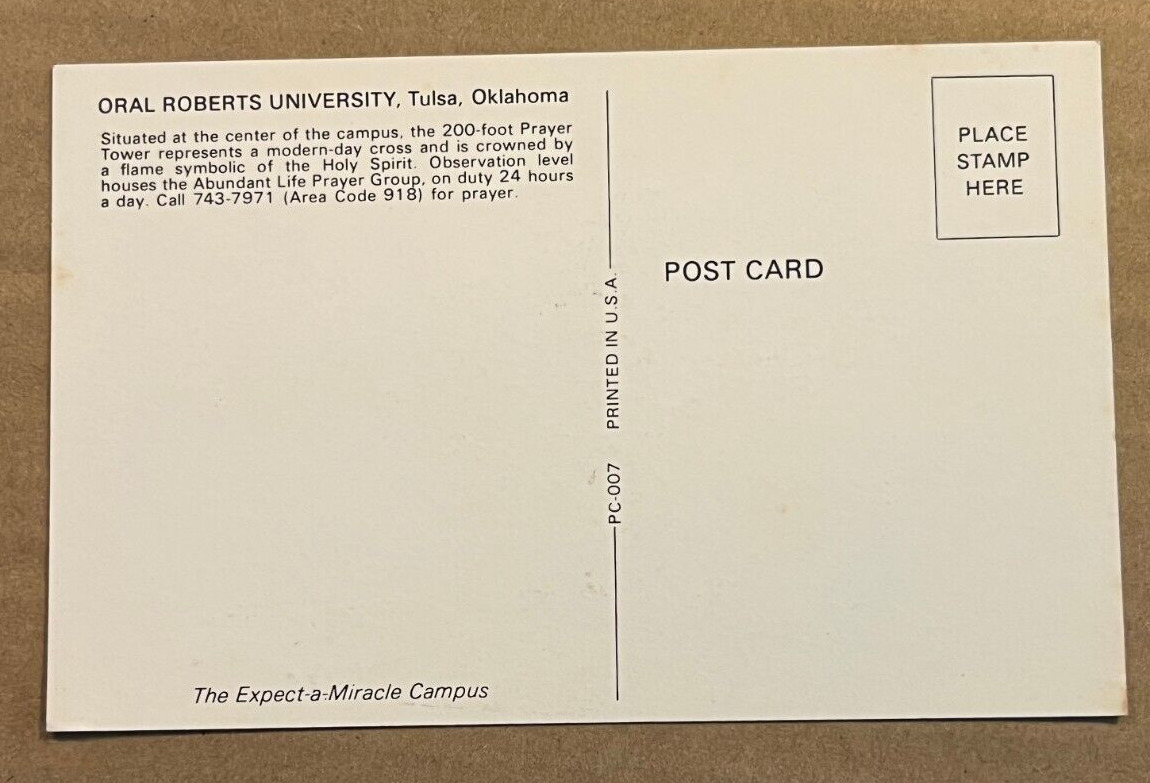 ORAL ROBERTS UNIVERSITY, Tulsa, Oklahoma
Situated at the center of the campus, the 200-foot Prayer
Tower represents a modern-day cross and is crowned by
a flame symbolic of the Holy Spirit. Observation level
houses the Abundant Life Prayer Group, on duty 24 hours
a day. Call 743-7971 (Area Code 918) for prayer.
The Expect-a-Miracle Campus
PC-007 PRINTED IN U.S.A.
PLACE
STAMP
HERE
POST CARD